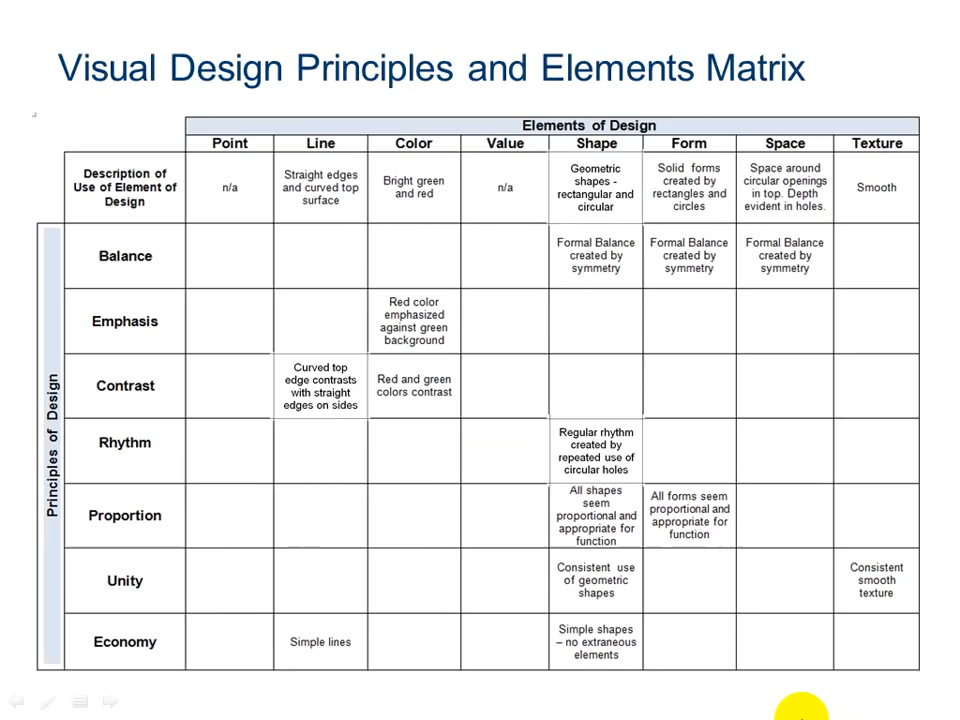 Visual Design Principles and Elements Matrix
Elements of Design
Point Line Color Value Shape Form Space Texture
Description of
Use of Element of
Design
n/a
Straight edges
and curved top
surface
Bright green
and red
n/a
Geometric
shapes -
rectangular and
circular
Solid forms
created by
rectangles and
circles
Space around
circular openings
in top. Depth
evident in holes.
Smooth
Principles of Design
Balance
Formal Balance
created by
symmetry
Formal Balance
created by
symmetry
Formal Balance
created by
symmetry
Emphasis
Red color
emphasized
against green
background
Contrast
Curved top
edge contrasts
with straight
edges on sides
Red and green
colors contrast
Rhythm
Regular rhythm
created by
repeated use of
circular holes
Proportion
All shapes
seem
proportional and
appropriate for
function
All forms seem
proportional and
appropriate for
function
Unity
Consistent use
of geometric
shapes
Consistent
smooth
texture
Economy
Simple lines
Simple shapes
– no extraneous
elements